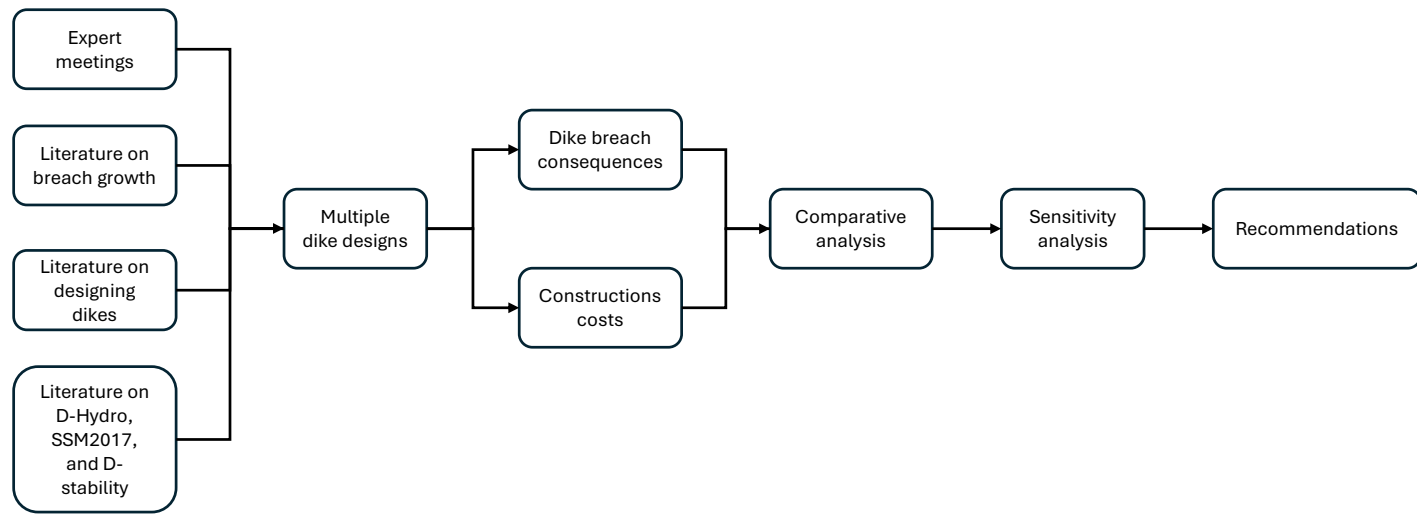 Expert
meetings
Literature on
breach growth
Literature on
designing
dikes
Literature on
D-Hydro,
SSM2017,
and D-
stability
Multiple
dike designs
Dike breach
consequences
Constructions
costs
Comparative
analysis
Sensitivity
analysis
Recommendations